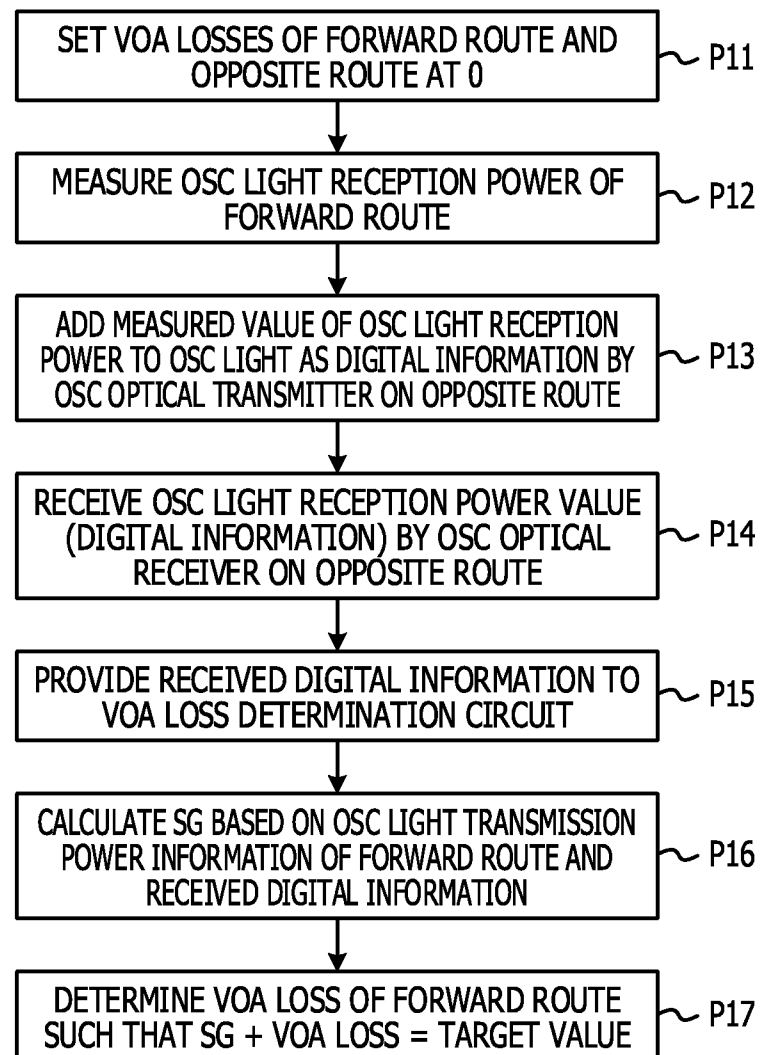 SET VOA LOSSES OF FORWARD ROUTE AND
OPPOSITE ROUTE AT 0
P11
MEASURE OSC LIGHT RECEPTION POWER OF
FORWARD ROUTE
P12
ADD MEASURED VALUE OF OSC LIGHT RECEPTION
POWER TO OSC LIGHT AS DIGITAL INFORMATION BY
OSC OPTICAL TRANSMITTER ON OPPOSITE ROUTE
P13
RECEIVE OSC LIGHT RECEPTION POWER VALUE
(DIGITAL INFORMATION) BY OSC OPTICAL
RECEIVER ON OPPOSITE ROUTE
P14
PROVIDE RECEIVED DIGITAL INFORMATION TO
VOA LOSS DETERMINATION CIRCUIT
P15
CALCULATE SG BASED ON OSC LIGHT TRANSMISSION
POWER INFORMATION OF FORWARD ROUTE AND
RECEIVED DIGITAL INFORMATION
P16
DETERMINE VOA LOSS OF FORWARD ROUTE
SUCH THAT SG + VOA LOSS = TARGET VALUE
P17